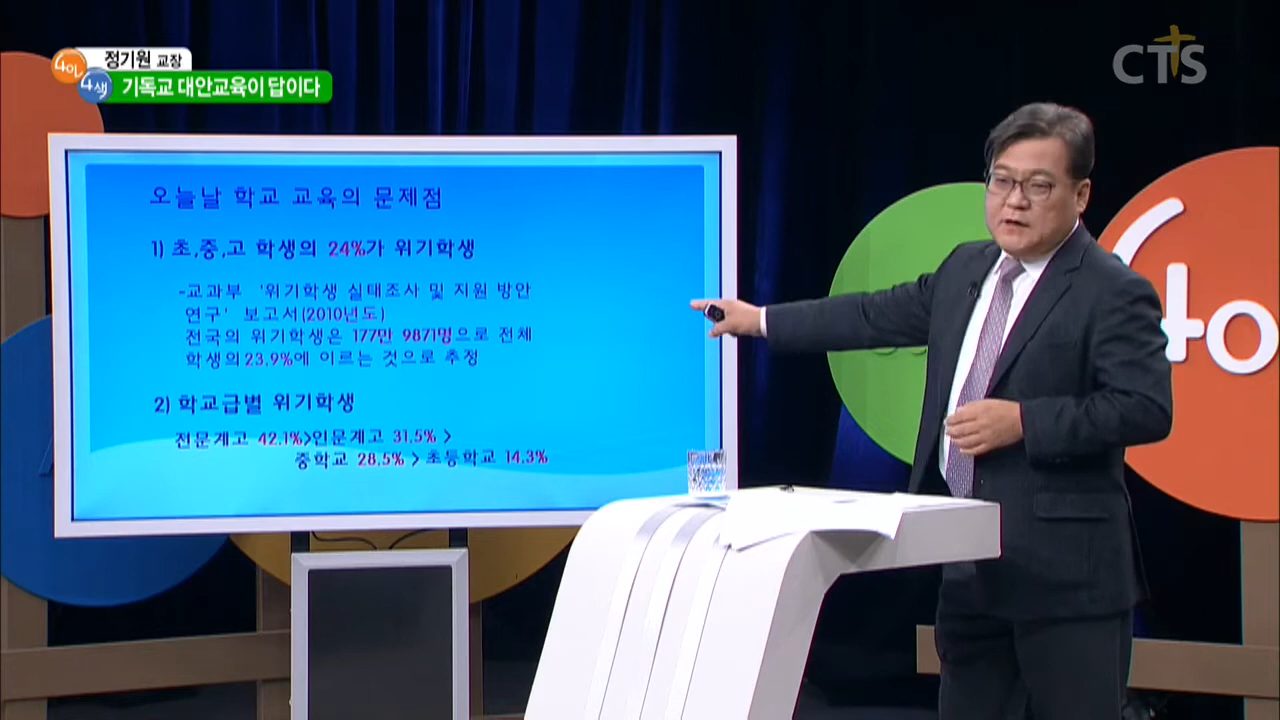 4인
4색
정기원 교장
기독교 대안교육이 답이다
CTS
오늘날 학교 교육의 문제점
1) 초,중,고 학생의 24%가 위기학생
-교과부 '위기학생 실태조사 및 지원 방안
연구' 보고서(2010년도)
전국의 위기학생은 177만 9871명으로 전체
학생의23.9%에 이르는 것으로 추정
2) 학교급별 위기학생
전문계고 42.1%>인문계고 31.5% >
중학교 28.5% > 초등학교 14.3%
4인